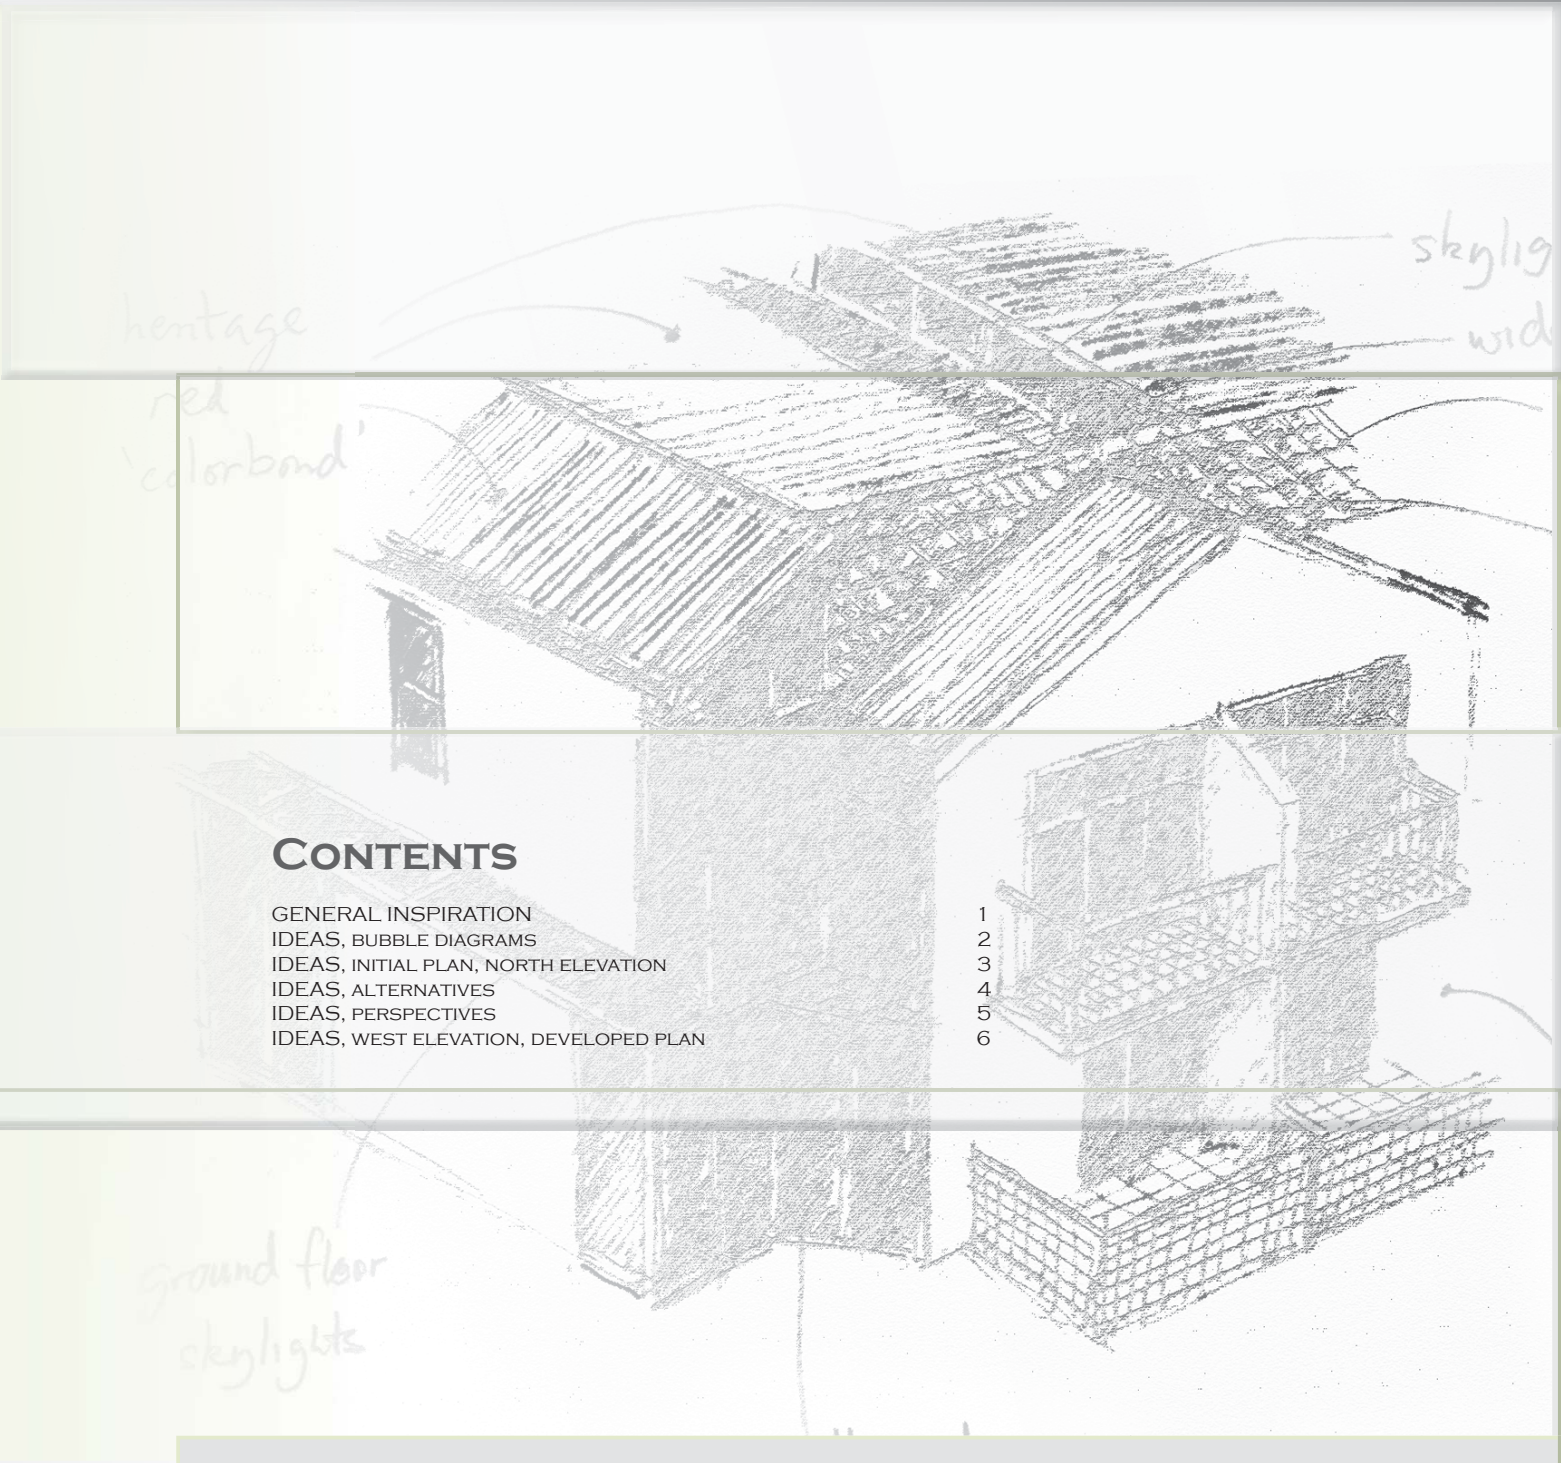 skylig
heritage
wid
red
'colorbond'
CONTENTS
GENERAL INSPIRATION 1
IDEAS, BUBBLE DIAGRAMS 2
IDEAS, INITIAL PLAN, NORTH ELEVATION 3
IDEAS, ALTERNATIVES 4
IDEAS, PERSPECTIVES 5
IDEAS, WEST ELEVATION, DEVELOPED PLAN 6
ground floor
skylights